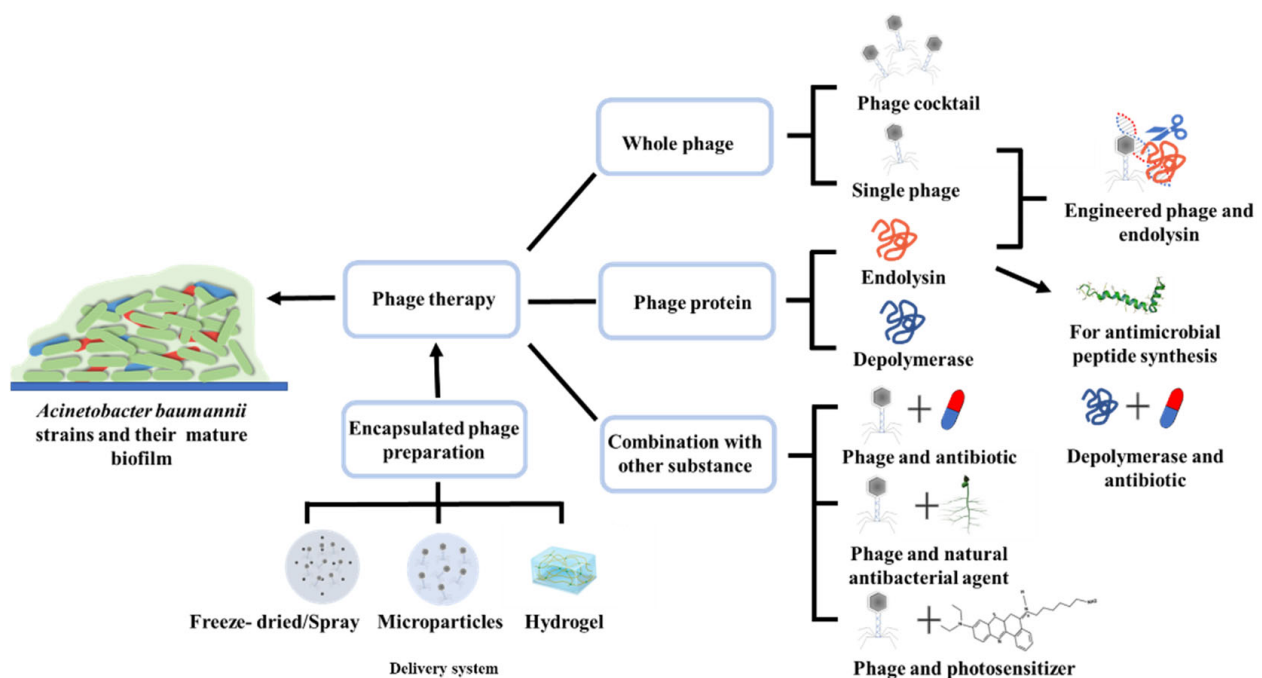 Phage cocktail
Whole phage
Single phage
Engineered phage and
endolysin
Phage therapy
Phage protein
Endolysin
Depolymerase
For antimicrobial
peptide synthesis
Acinetobacter baumannii
strains and their mature
biofilm
Encapsulated phage
preparation
Combination with
other substance
Phage and antibiotic
Depolymerase and
antibiotic
Phage and natural
antibacterial agent
Freeze- dried/Spray
Microparticles
Hydrogel
Delivery system
Phage and photosensitizer